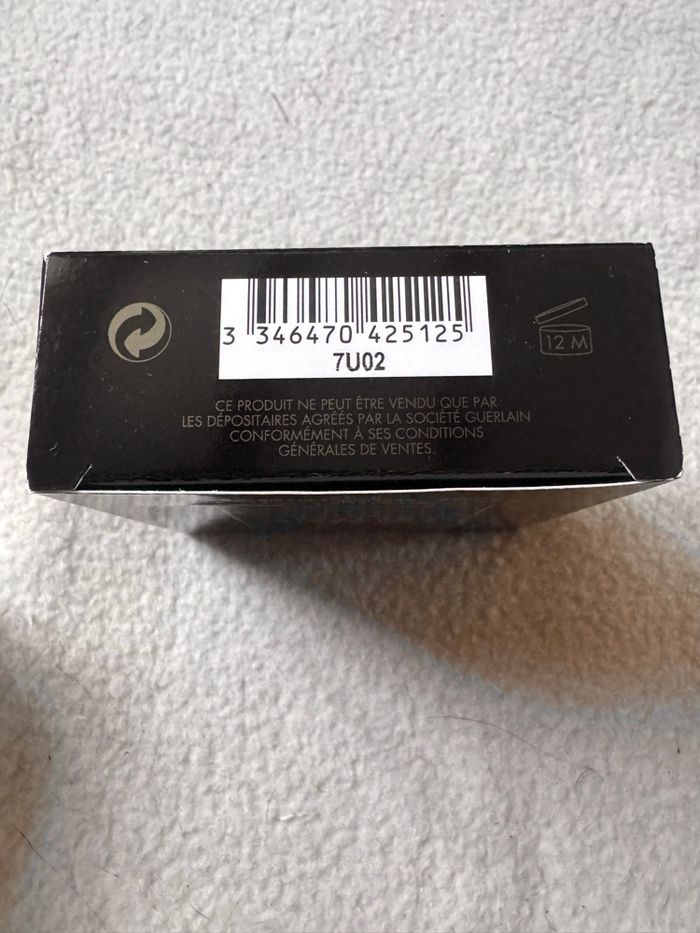 3 346470 425125
7U02
12 M
CE PRODUIT NE PEUT ÊTRE VENDU QUE PAR
LES DÉPOSITAIRES AGRÉÉS PAR LA SOCIÉTÉ GUERLAIN
CONFORMÉMENT À SES CONDITIONS
GÉNÉRALES DE VENTES.